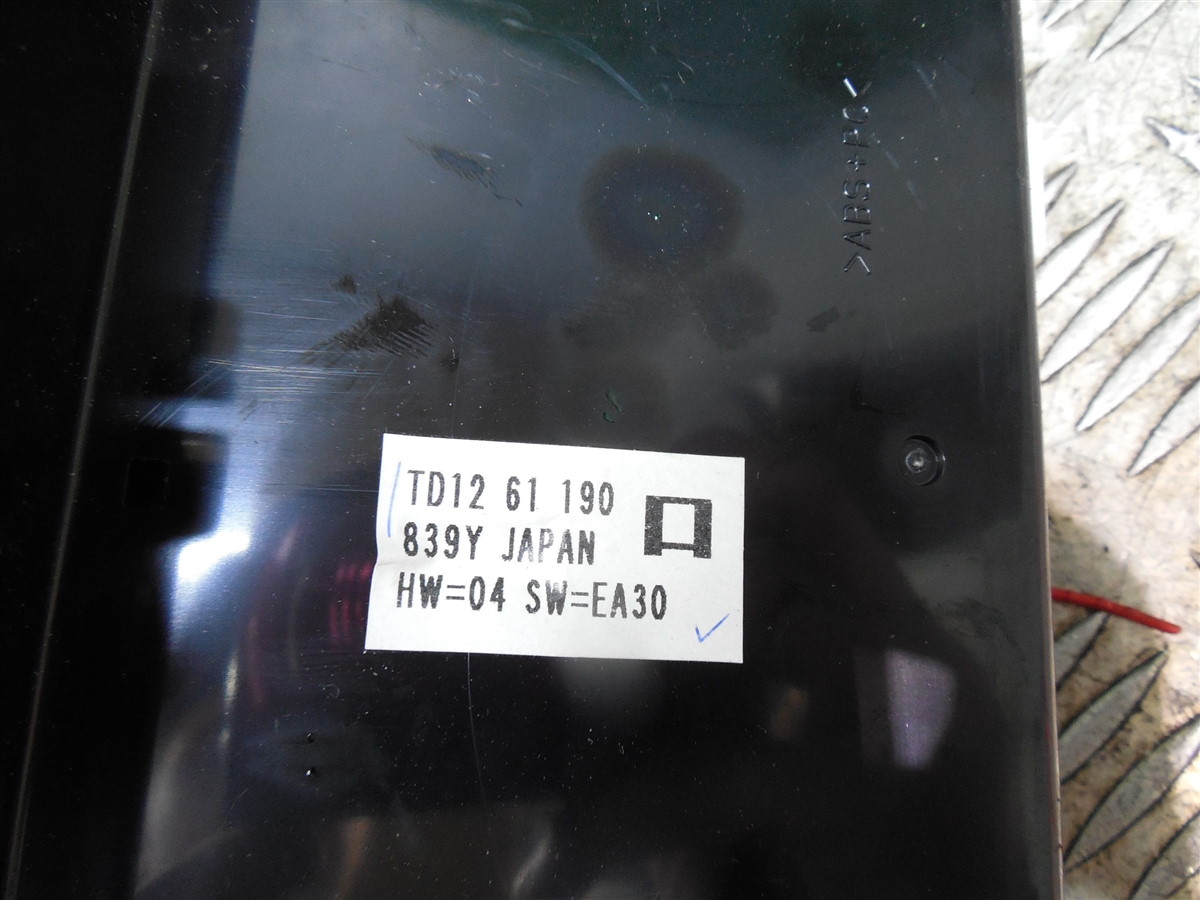 >ABS+PC<
TD12 61 190
839Y JAPAN
HW=04 SW=EA30